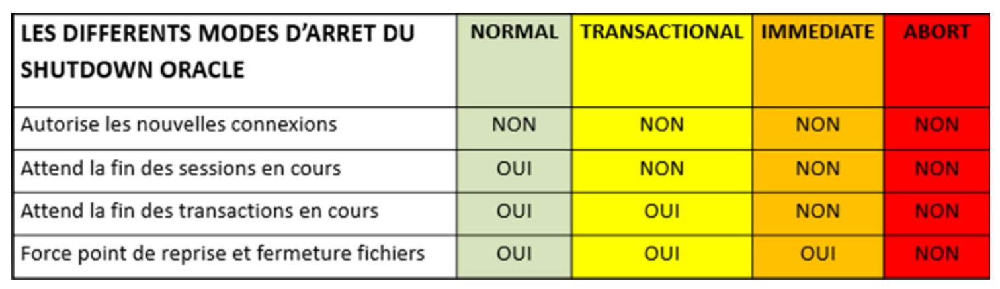 LES DIFFERENTS MODES D’ARRET DU SHUTDOWN ORACLE NORMAL TRANSACTIONAL IMMEDIATE ABORT
Autorise les nouvelles connexions NON NON NON NON
Attend la fin des sessions en cours OUI NON NON NON
Attend la fin des transactions en cours OUI OUI NON NON
Force point de reprise et fermeture fichiers OUI OUI OUI NON